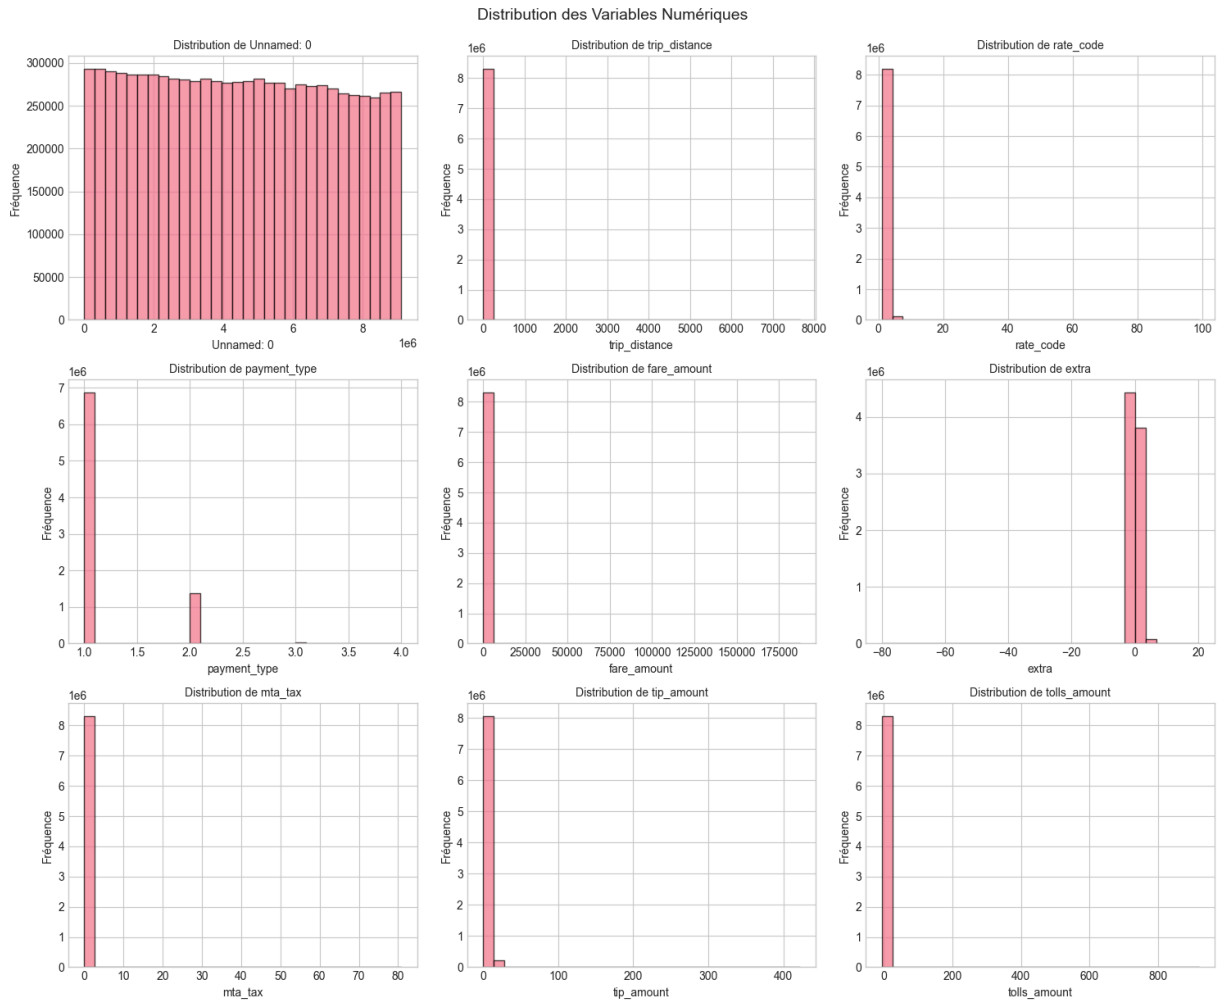 Distribution des Variables Numériques
Distribution de Unnamed: 0
300000
250000
200000
150000
100000
50000
0
Fréquence
0 2 4 6 8
1e6
Unnamed: 0
Distribution de trip_distance
1e6
8
7
6
5
4
3
2
1
0
Fréquence
0 1000 2000 3000 4000 5000 6000 7000 8000
trip_distance
Distribution de rate_code
1e6
8
7
6
5
4
3
2
1
0
Fréquence
0 20 40 60 80 100
rate_code
Distribution de payment_type
1e6
7
6
5
4
3
2
1
0
Fréquence
1.0 1.5 2.0 2.5 3.0 3.5 4.0
payment_type
Distribution de fare_amount
1e6
8
7
6
5
4
3
2
1
0
Fréquence
0 25000 50000 75000 100000 125000 150000 175000
fare_amount
Distribution de extra
1e6
4
3
2
1
0
Fréquence
−80 −60 −40 −20 0 20
extra
Distribution de mta_tax
1e6
8
7
6
5
4
3
2
1
0
Fréquence
0 10 20 30 40 50 60 70 80
mta_tax
Distribution de tip_amount
1e6
8
7
6
5
4
3
2
1
0
Fréquence
0 100 200 300 400
tip_amount
Distribution de tolls_amount
1e6
8
7
6
5
4
3
2
1
0
Fréquence
0 200 400 600 800
tolls_amount